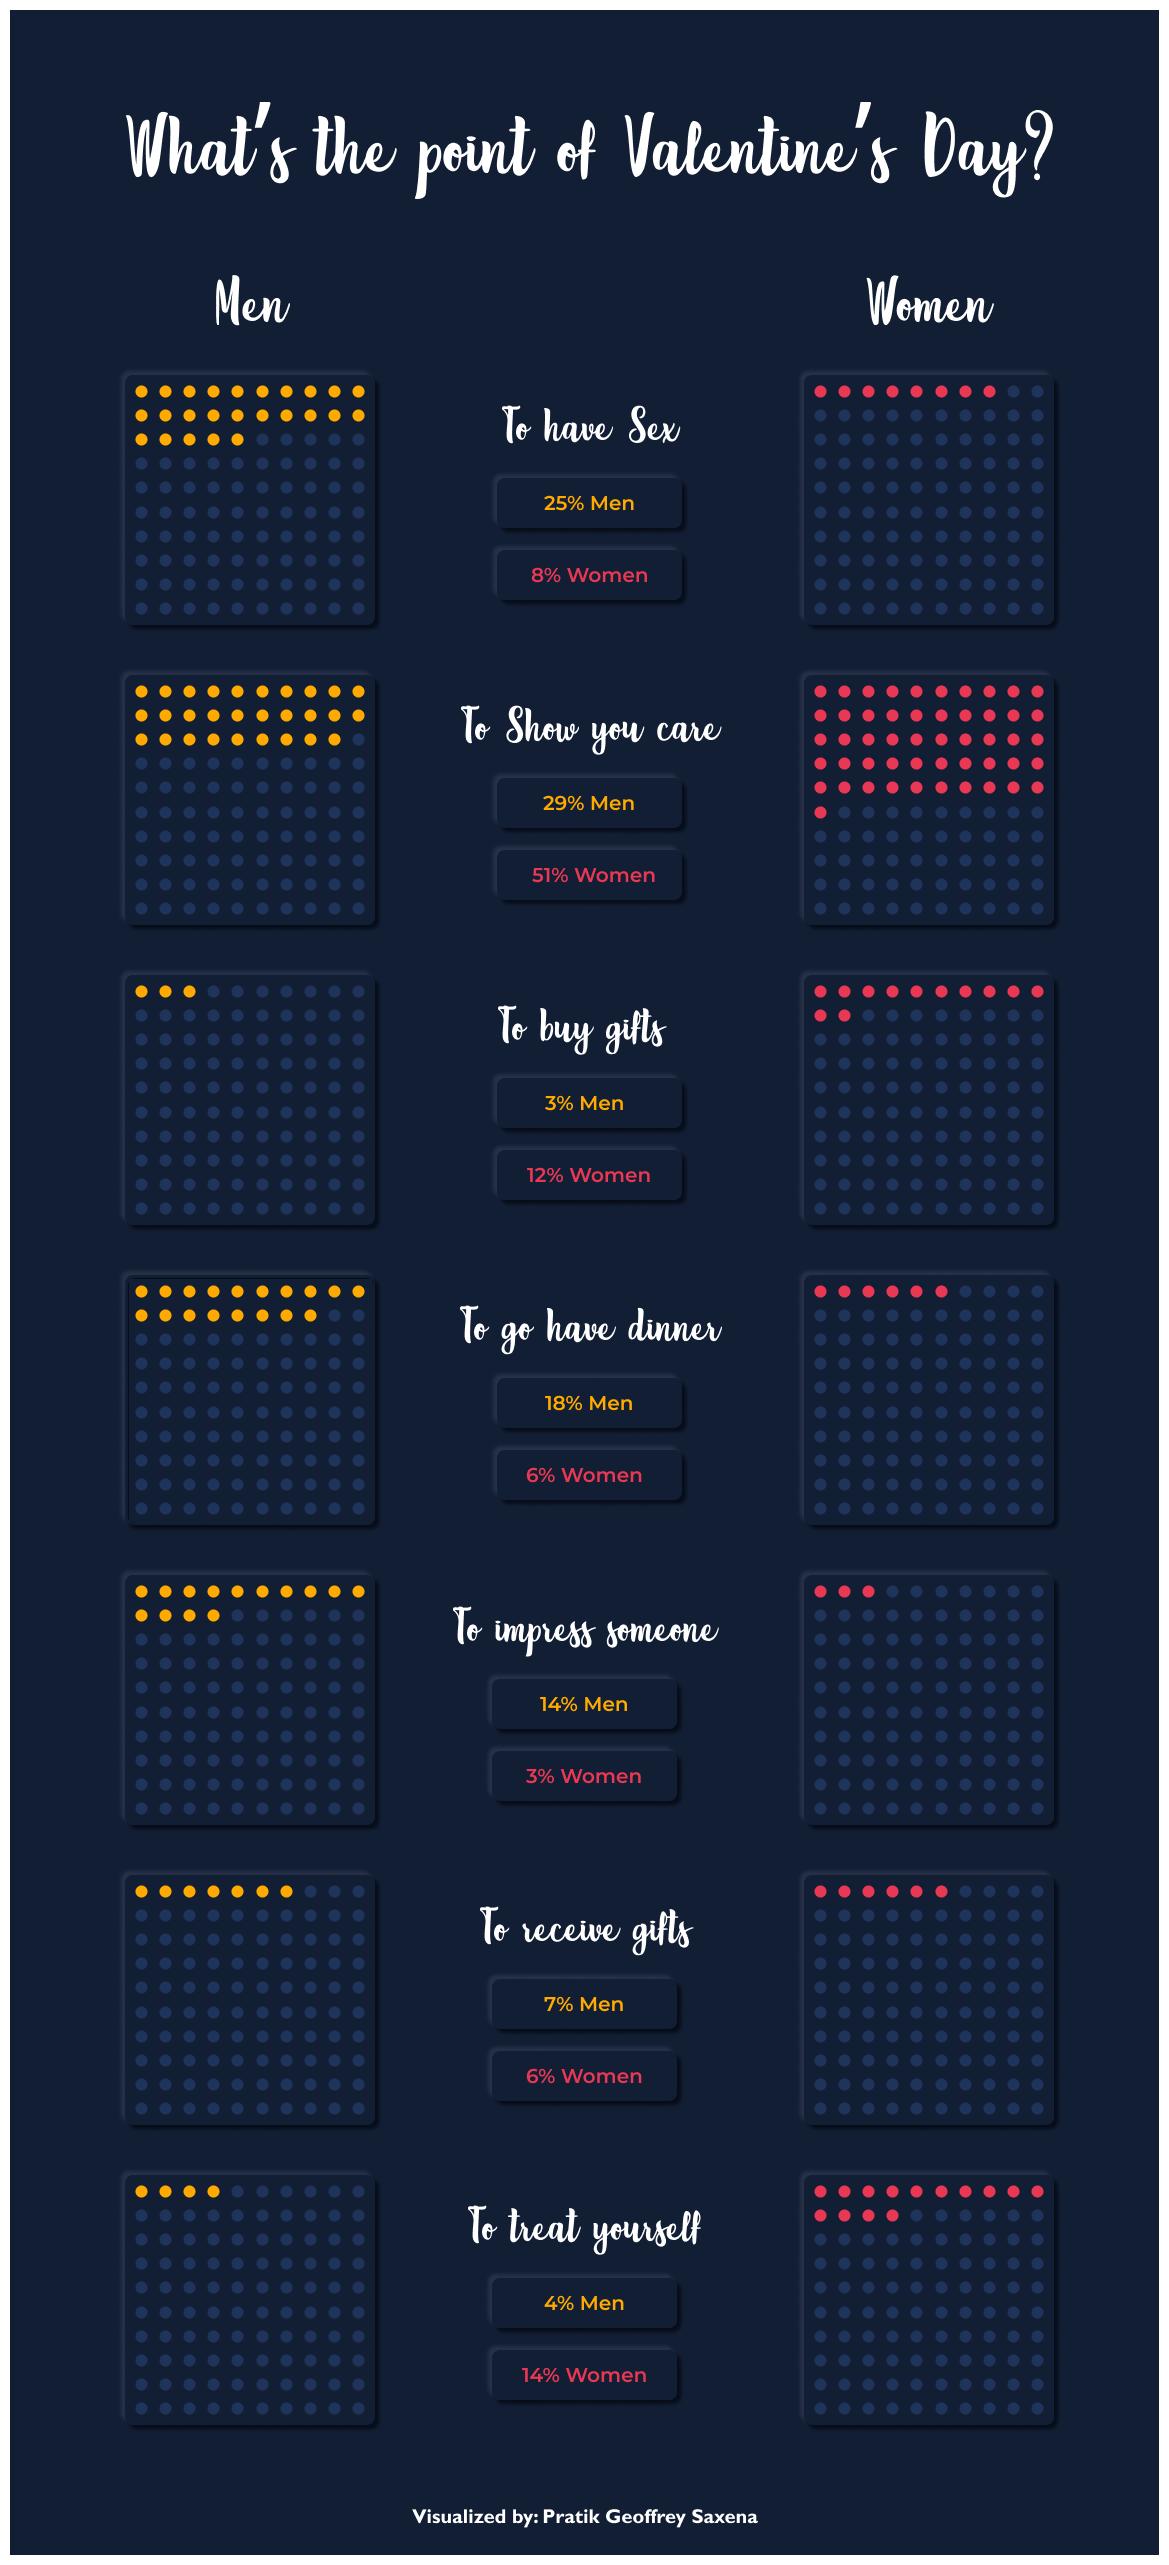 What's the point of Valentine's Day?
Men
Women
To have Sex
25% Men
8% Women
To Show you care
29% Men
51% Women
To buy gifts
3% Men
12% Women
To go have dinner
18% Men
6% Women
To impress someone
14% Men
3% Women
To receive gifts
7% Men
6% Women
To treat yourself
4% Men
14% Women
Visualized by: Pratik Geoffrey Saxena